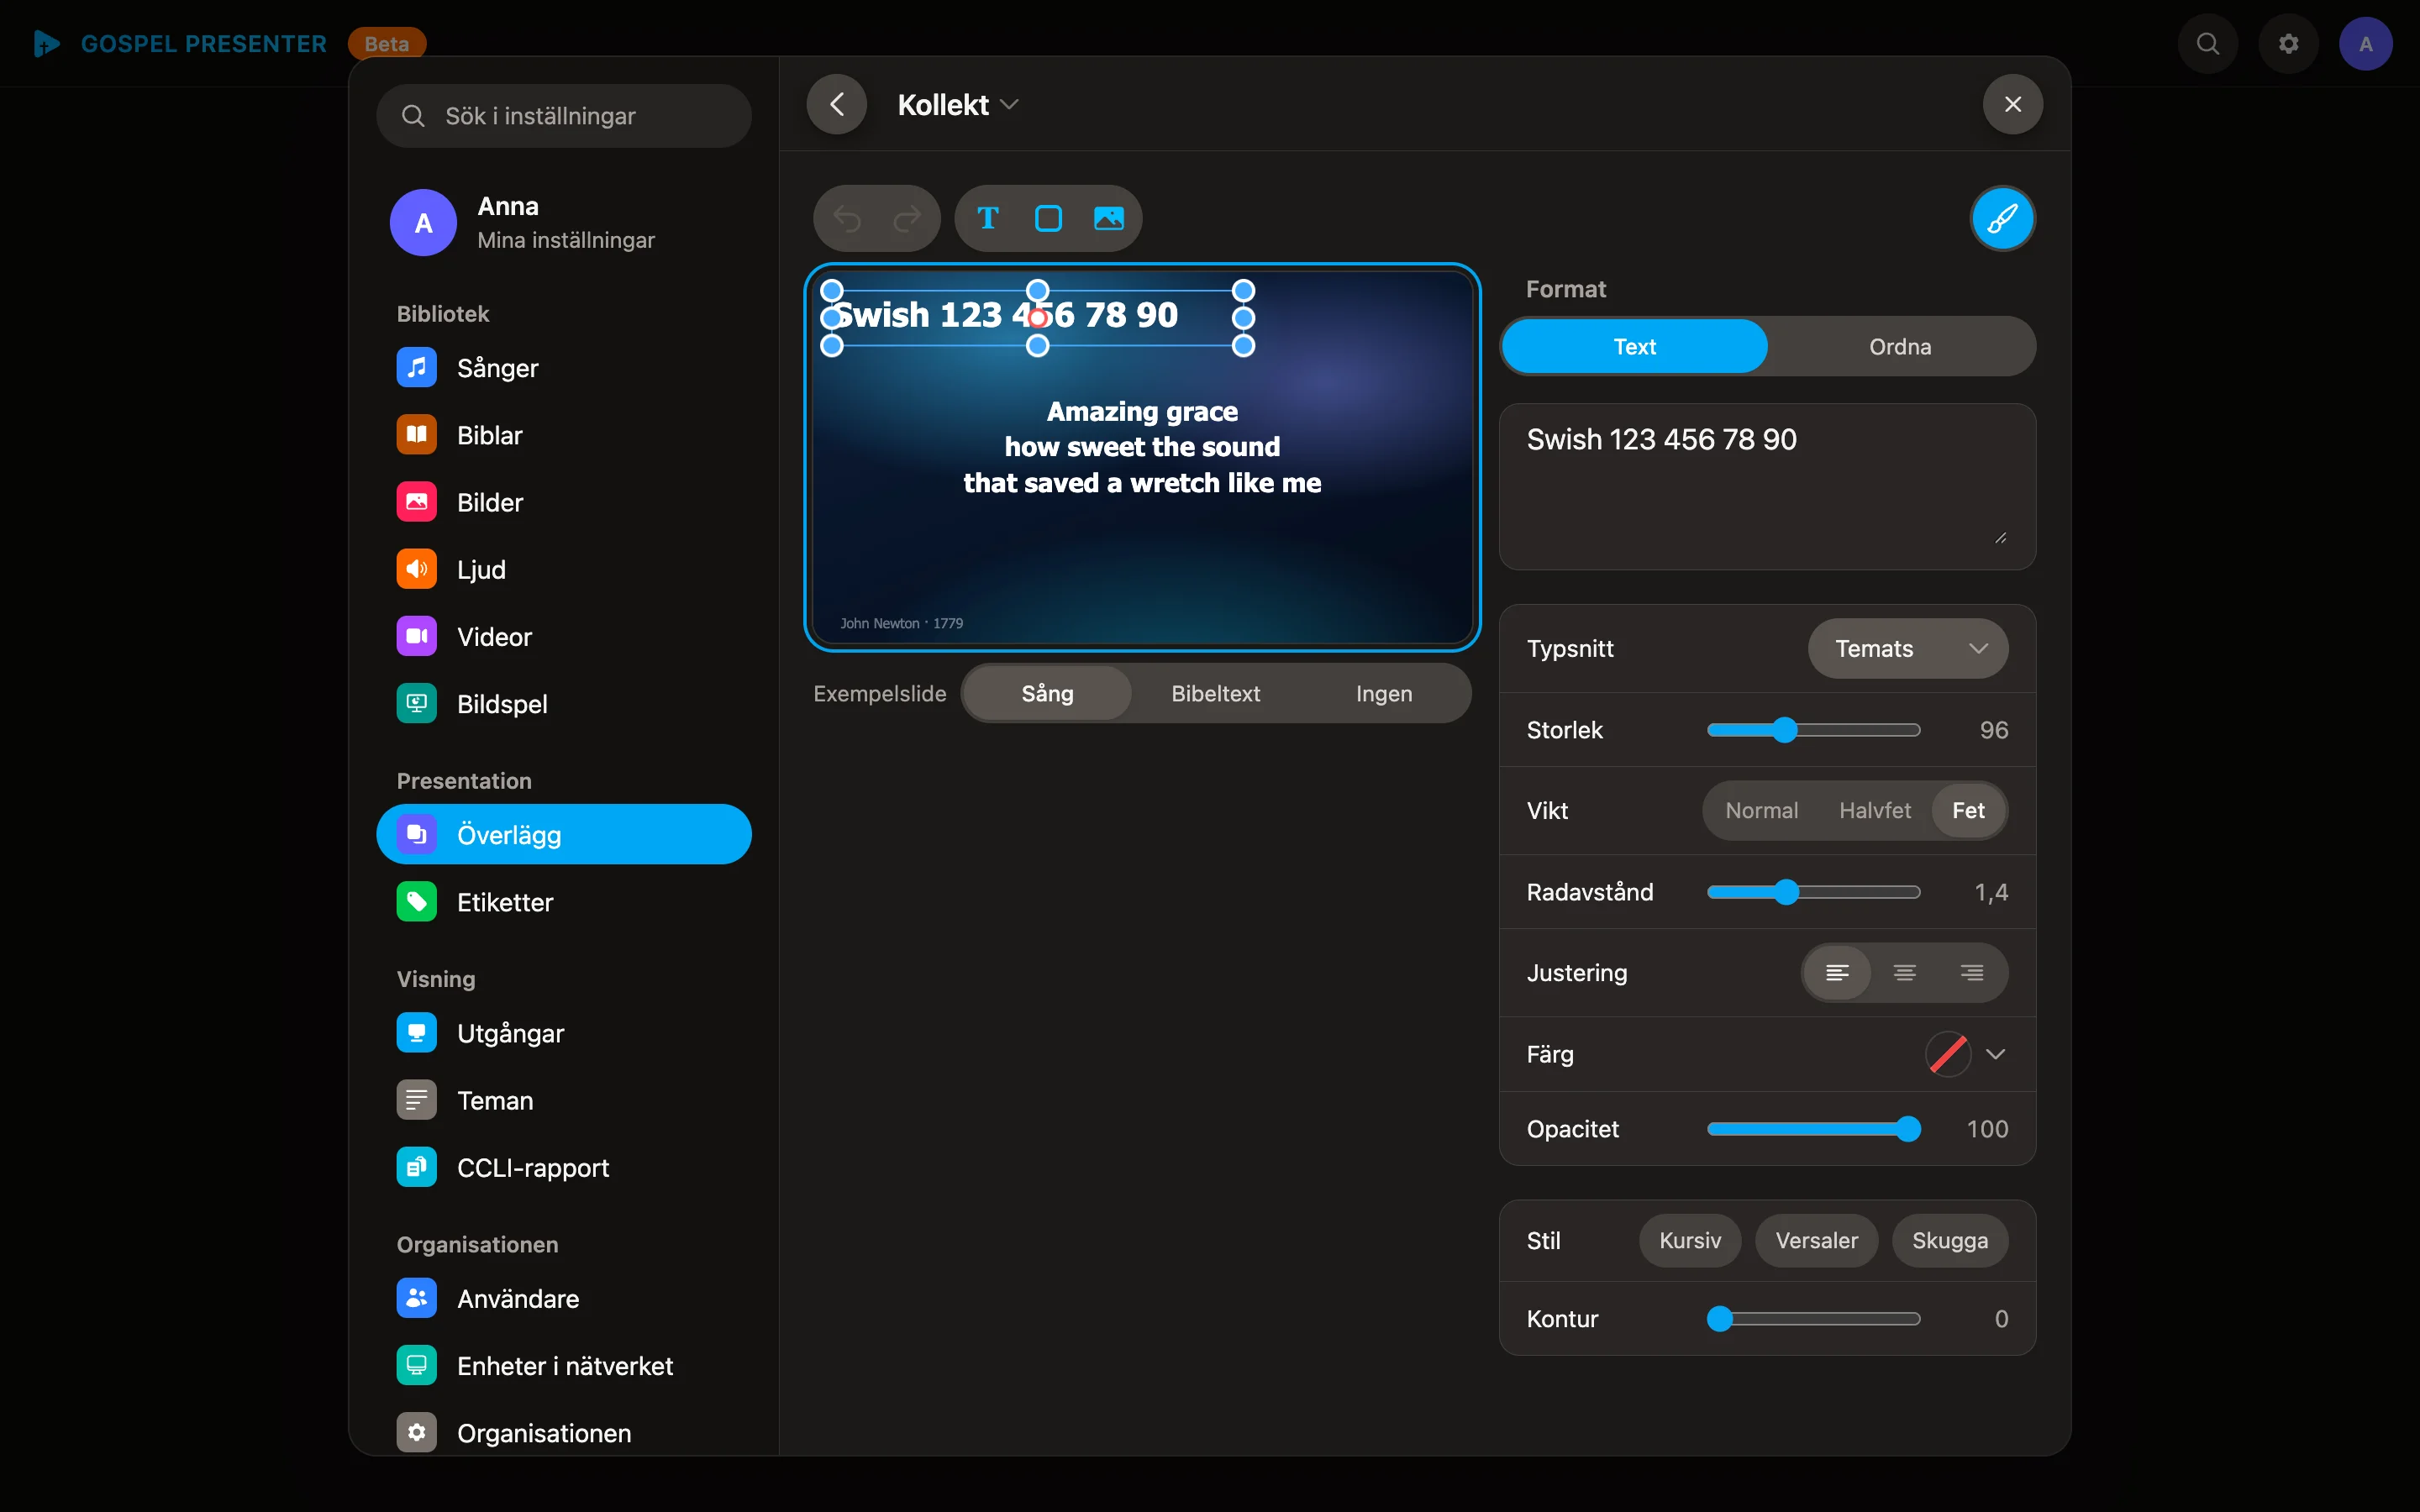 GOSPEL PRESENTER
Beta
A
Sök i inställningar
A
Anna
Mina inställningar
Bibliotek
Sånger
Biblar
Bilder
Ljud
Videor
Bildspel
Presentation
Överlägg
Etiketter
Visning
Utgångar
Teman
CCLI-rapport
Organisationen
Användare
Enheter i nätverket
Organisationen
Kollekt
T
Swish 123 456 78 90
Amazing grace
how sweet the sound
that saved a wretch like me
John Newton · 1779
Exempelslide
Sång
Bibeltext
Ingen
Format
Text
Ordna
Swish 123 456 78 90
Typsnitt
Temats
Storlek
96
Vikt
Normal
Halvfet
Fet
Radavstånd
1,4
Justering
Färg
Opacitet
100
Stil
Kursiv
Versaler
Skugga
Kontur
0